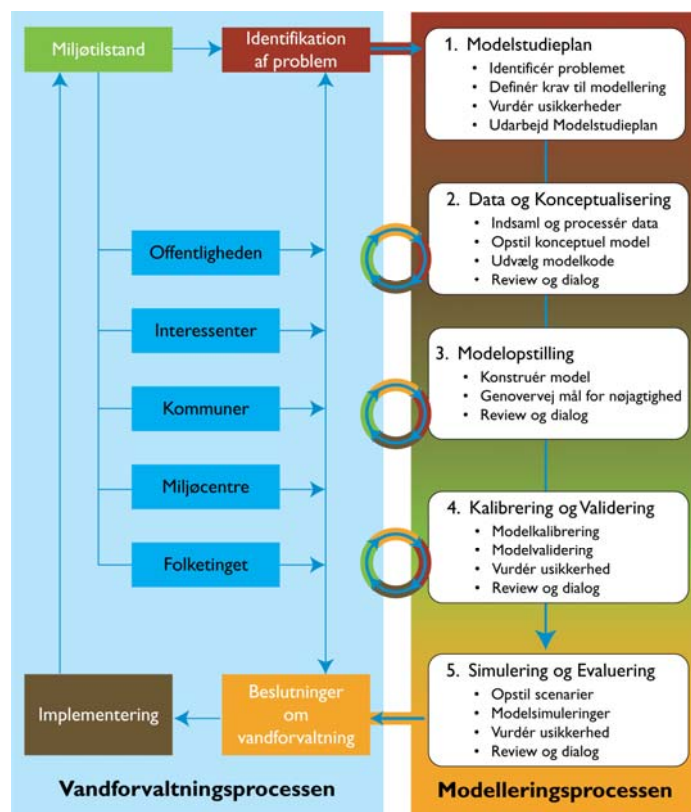 Miljøtilstand
Identifikation
af problem
Offentligheden
Interessenter
Kommuner
Miljøcentre
Folketinget
Implementering
Beslutninger
om
vandforvaltning
Vandforvaltningsprocessen
1. Modelstudieplan
• Identificér problemet
• Definér krav til modellering
• Vurdér usikkerheder
• Udarbejd Modelstudieplan
2. Data og Konceptualisering
• Indsaml og processér data
• Opstil konceptuel model
• Udvælg modelkode
• Review og dialog
3. Modelopstilling
• Konstruér model
• Genovervej mål for nøjagtighed
• Review og dialog
4. Kalibrering og Validering
• Modelkalibrering
• Modelvalidering
• Vurdér usikkerhed
• Review og dialog
5. Simulering og Evaluering
• Opstil scenarier
• Modelsimuleringer
• Vurdér usikkerhed
• Review og dialog
Modelleringsprocessen